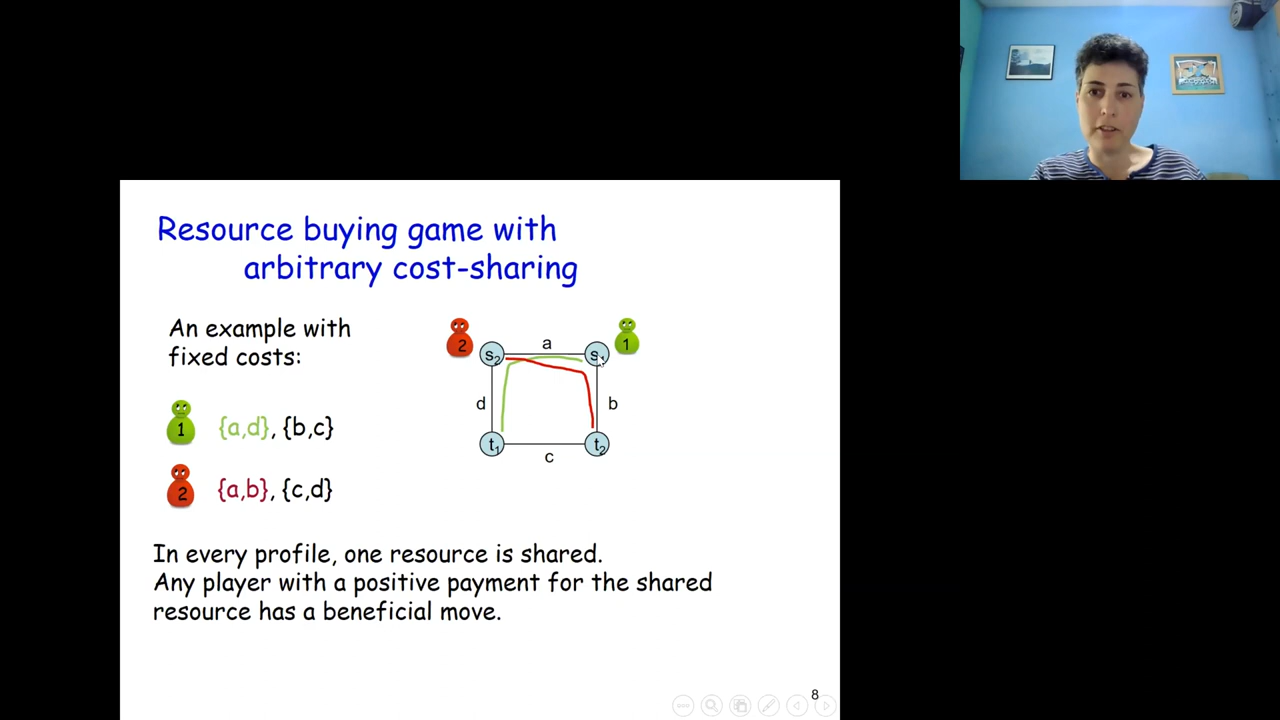 Resource buying game with
arbitrary cost-sharing
An example with
fixed costs:
1 {a,d}, {b,c}
2 {a,b}, {c,d}
2 s2 a s1 1
d b
t1 c t2
In every profile, one resource is shared.
Any player with a positive payment for the shared
resource has a beneficial move.
8